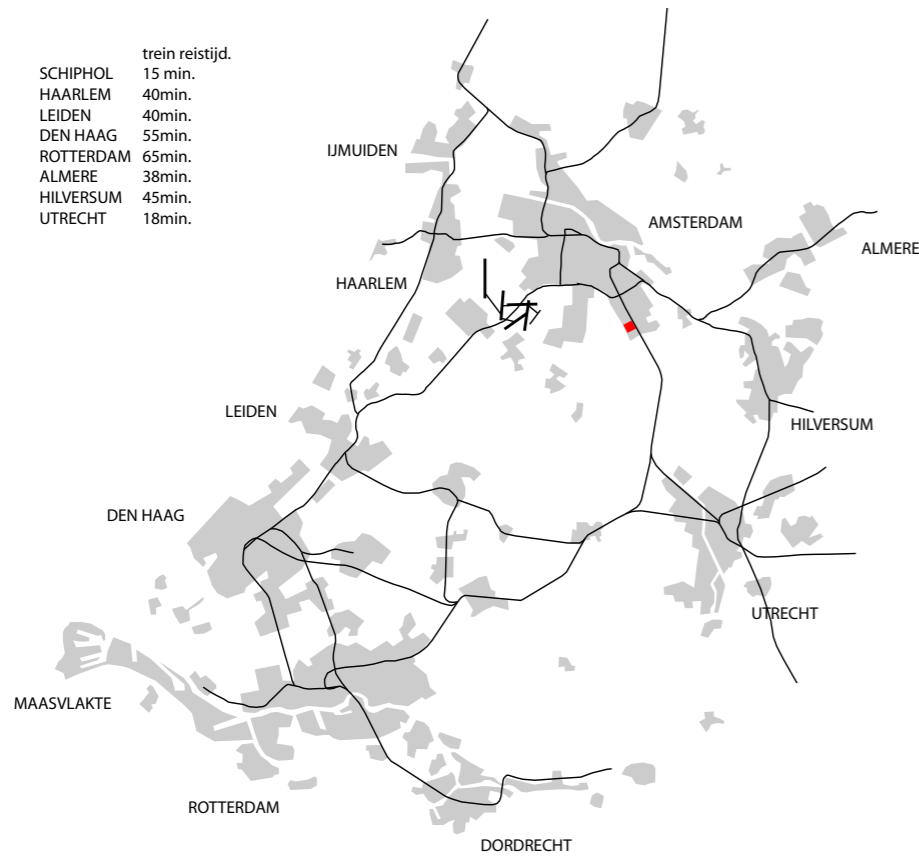 trein reistijd.
SCHIPHOL 15 min.
HAARLEM 40min.
LEIDEN 40min.
DEN HAAG 55min.
ROTTERDAM 65min.
ALMERE 38min.
HILVERSUM 45min.
UTRECHT 18min.
IJMUIDEN
AMSTERDAM
ALMERE
HAARLEM
LEIDEN
HILVERSUM
DEN HAAG
UTRECHT
MAASVLAKTE
ROTTERDAM
DORDRECHT